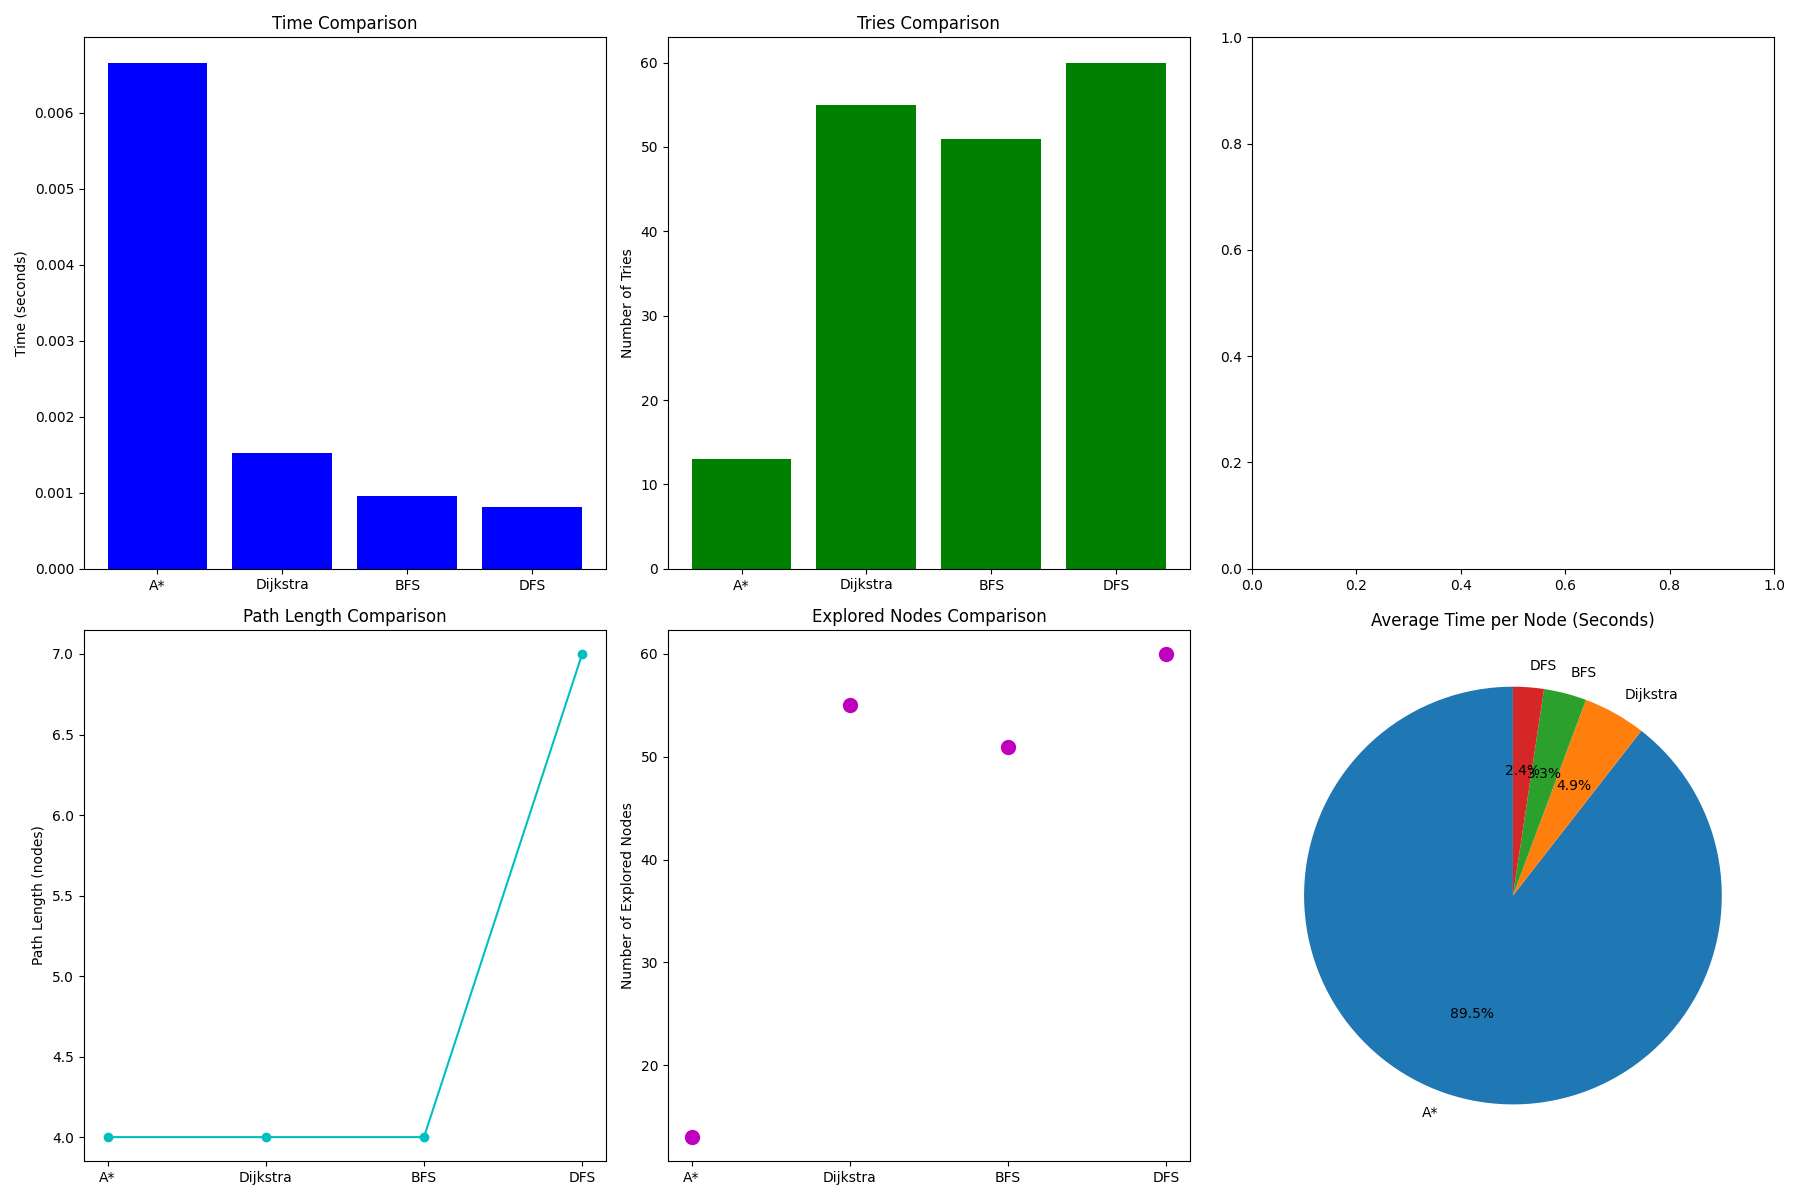 Time Comparison
Time (seconds)
0.006
0.005
0.004
0.003
0.002
0.001
0.000
A* Dijkstra BFS DFS
Tries Comparison
Number of Tries
60
50
40
30
20
10
0
A* Dijkstra BFS DFS
1.0
0.8
0.6
0.4
0.2
0.0
0.0 0.2 0.4 0.6 0.8 1.0
Path Length Comparison
Path Length (nodes)
7.0
6.5
6.0
5.5
5.0
4.5
4.0
A* Dijkstra BFS DFS
Explored Nodes Comparison
Number of Explored Nodes
60
50
40
30
20
A* Dijkstra BFS DFS
Average Time per Node (Seconds)
DFS
BFS
Dijkstra
2.4%
3.3%
4.9%
89.5%
A*